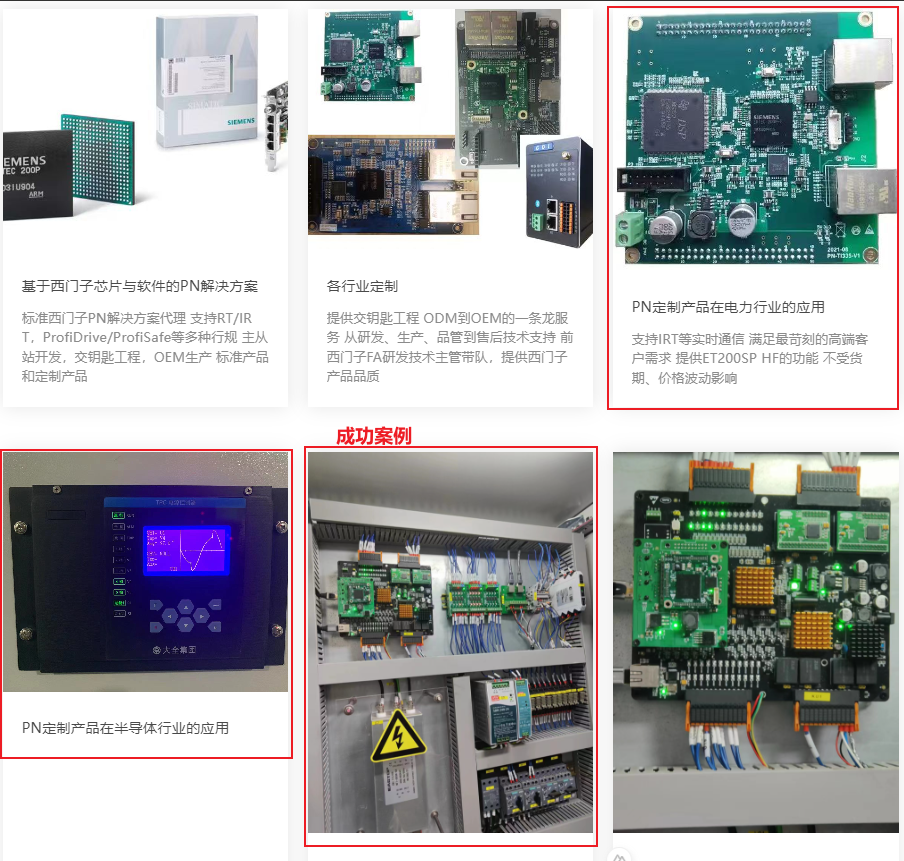 SIEMENS
EMENS
TEC 200P
031U904
ARM
基于西门子芯片与软件的PN解决方案
标准西门子PN解决方案代理 支持RT/IR
T，ProfiDrive/ProfiSafe等多种行规 主从
站开发，交钥匙工程，OEM生产 标准产品
和定制产品
各行业定制
提供交钥匙工程 ODM到OEM的一条龙服
务 从研发、生产、品管到售后技术支持 前
西门子FA研发技术主管带队，提供西门子
产品品质
SIEMENS
2021-06
PN-TI335-V1
PN定制产品在电力行业的应用
支持IRT等实时通信 满足最苛刻的高端客
户需求 提供ET200SP HF的功能 不受货
期、价格波动影响
成功案例
大全集团
PN定制产品在半导体行业的应用